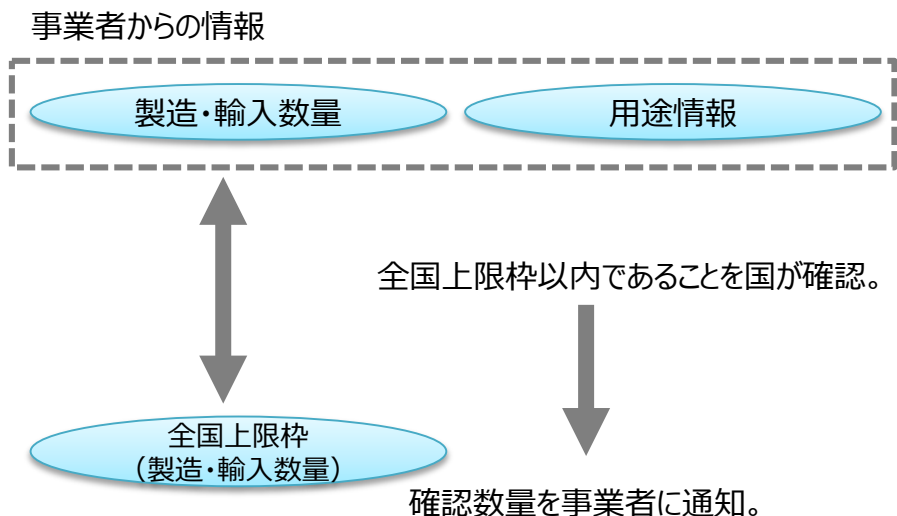 事業者からの情報
製造・輸入数量
用途情報
全国上限枠以内であることを国が確認。
全国上限枠
（製造・輸入数量）
確認数量を事業者に通知。